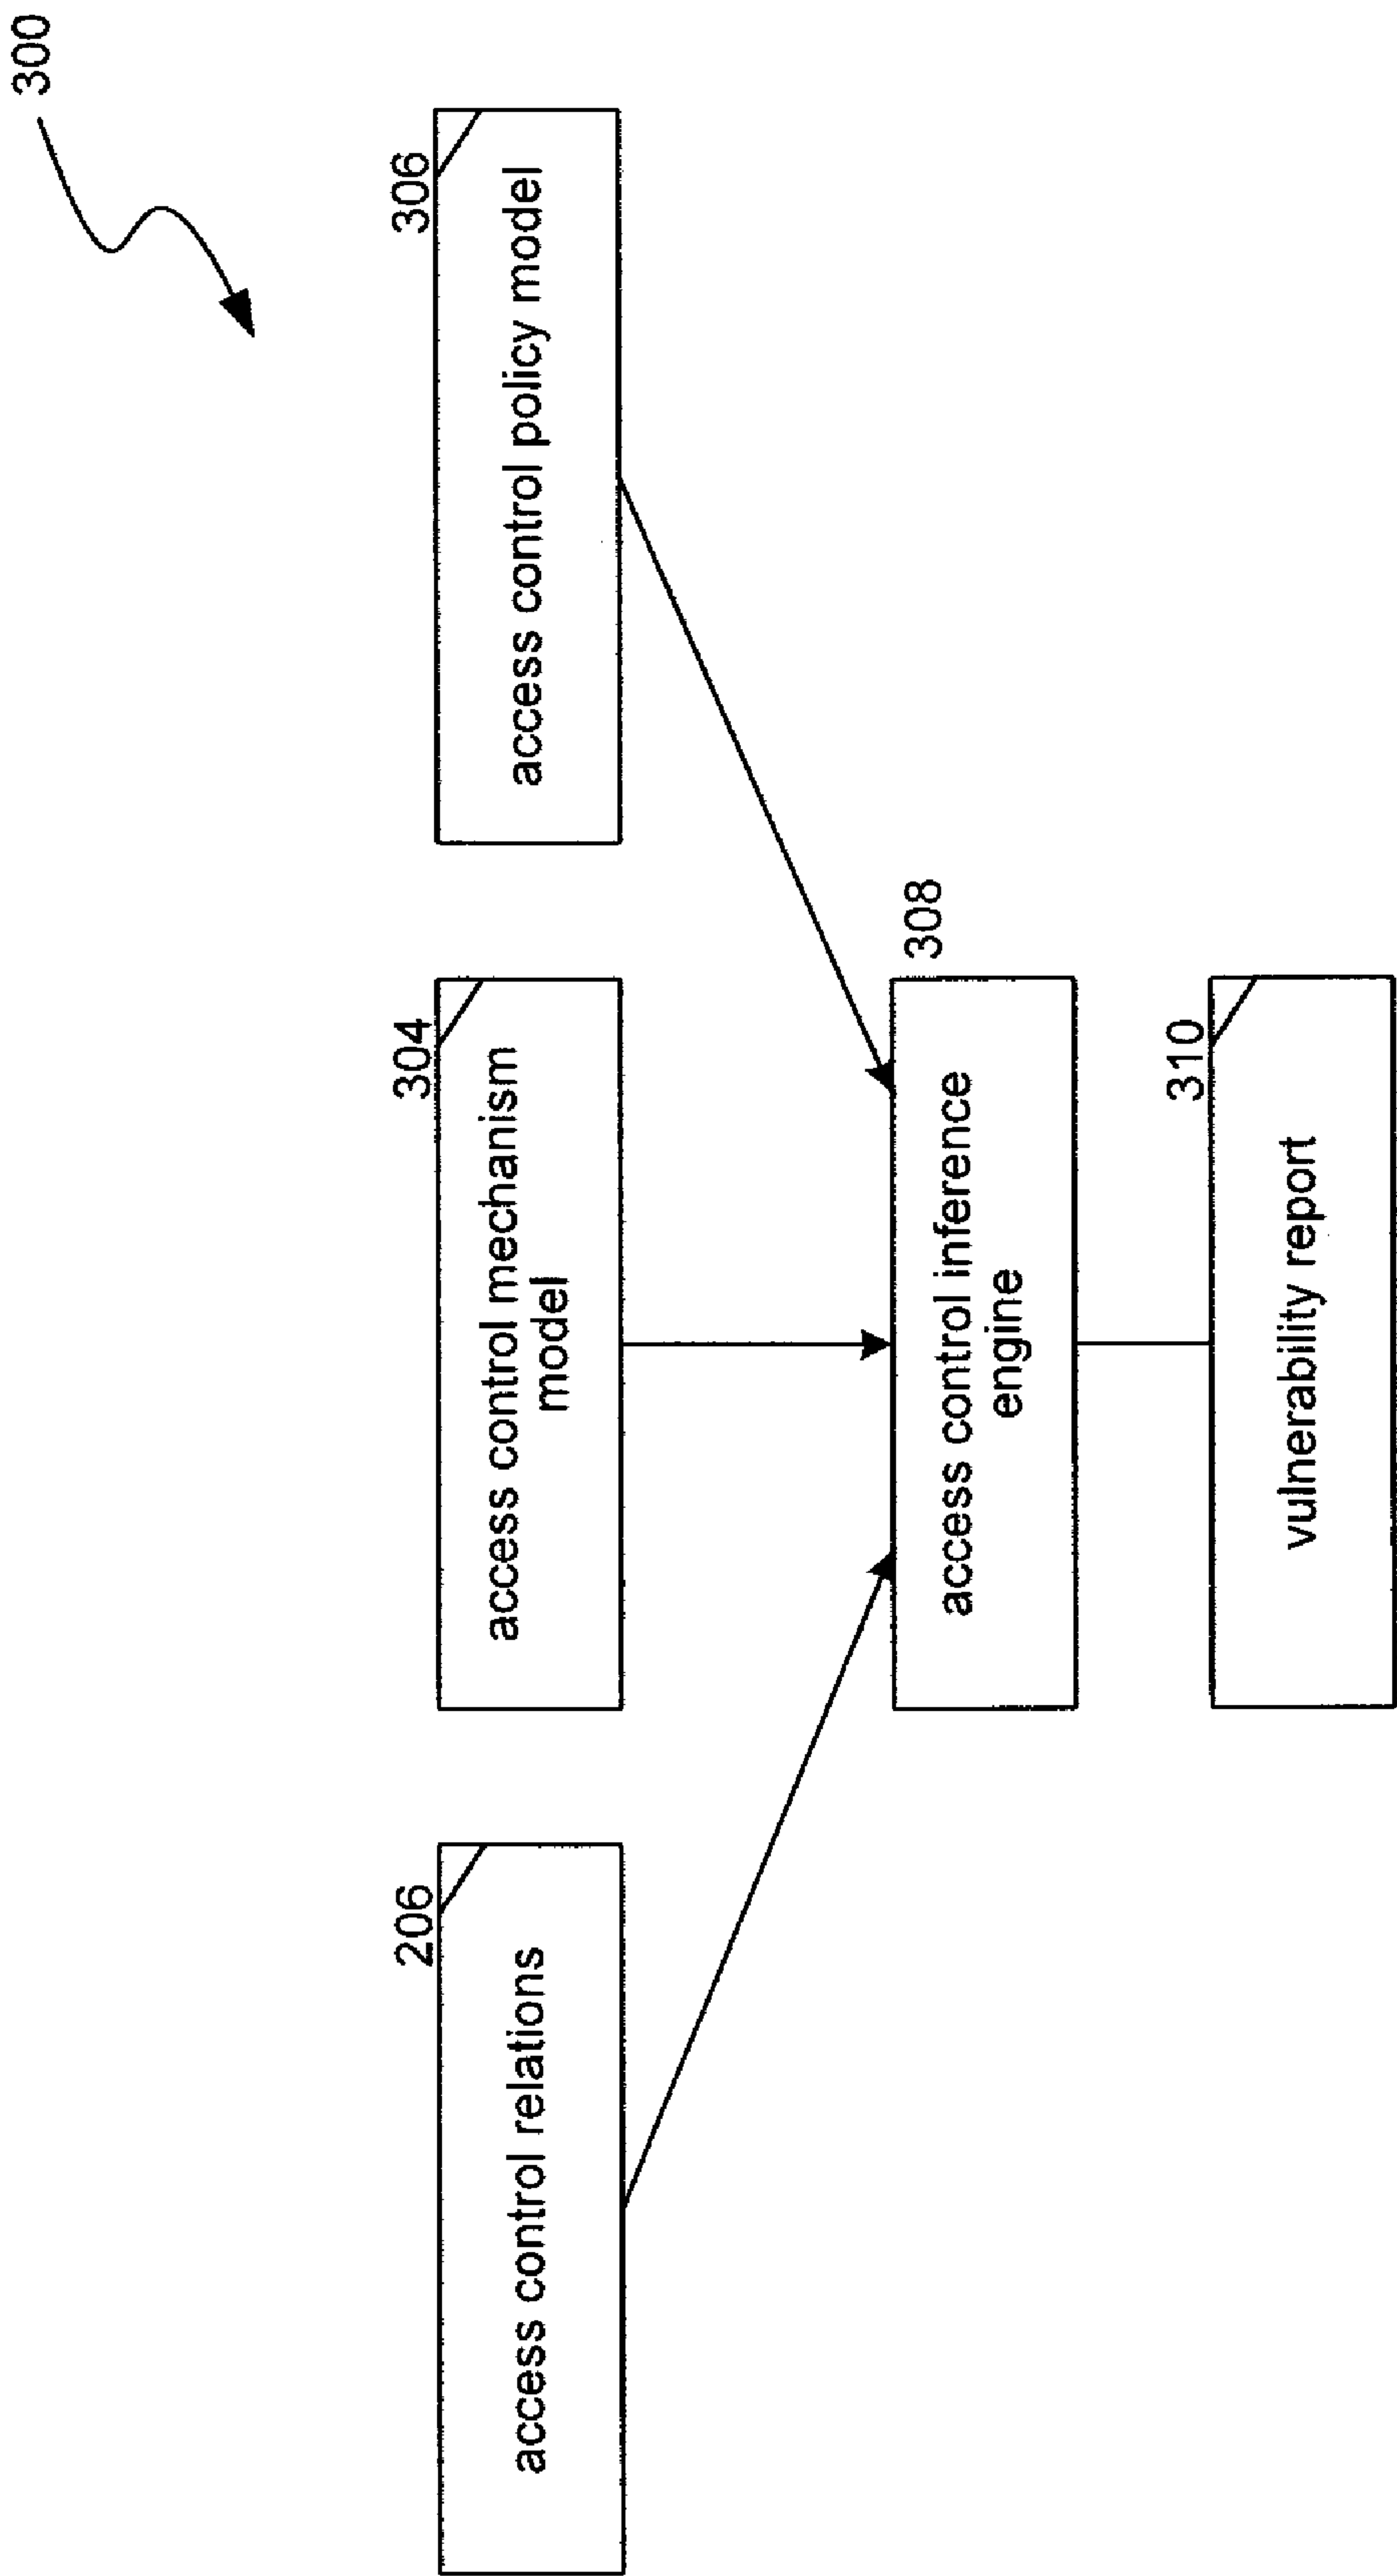 300
206
access control relations
304
access control mechanism
model
306
access control policy model
308
access control inference
engine
310
vulnerability report